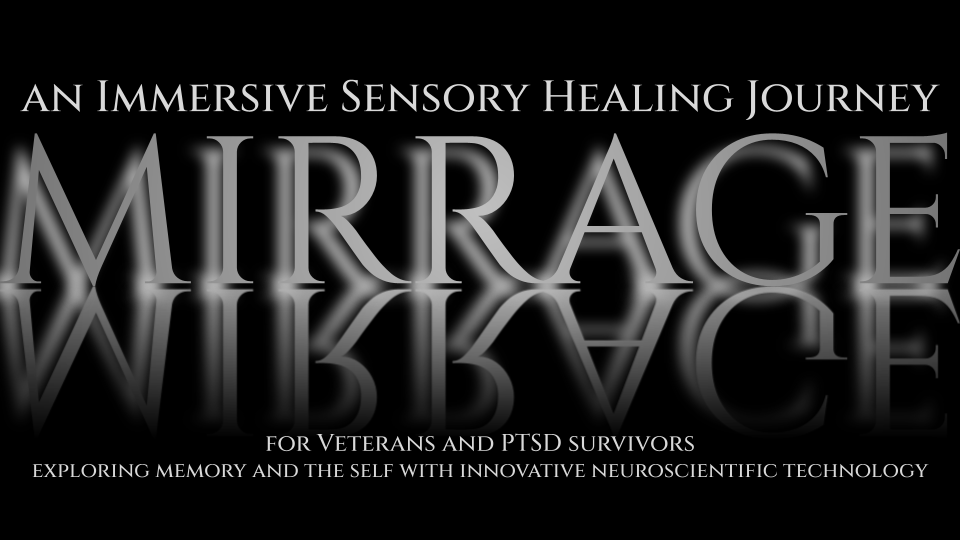 an Immersive Sensory Healing Journey
MIRRAGE
for Veterans and PTSD survivors
exploring memory and the self with innovative neuroscientific technology